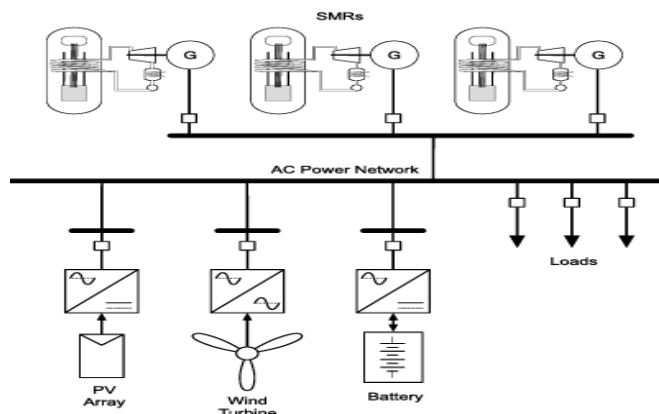 SMRs
G G G
AC Power Network
Loads
PV
Array
Wind
Turbine
Battery